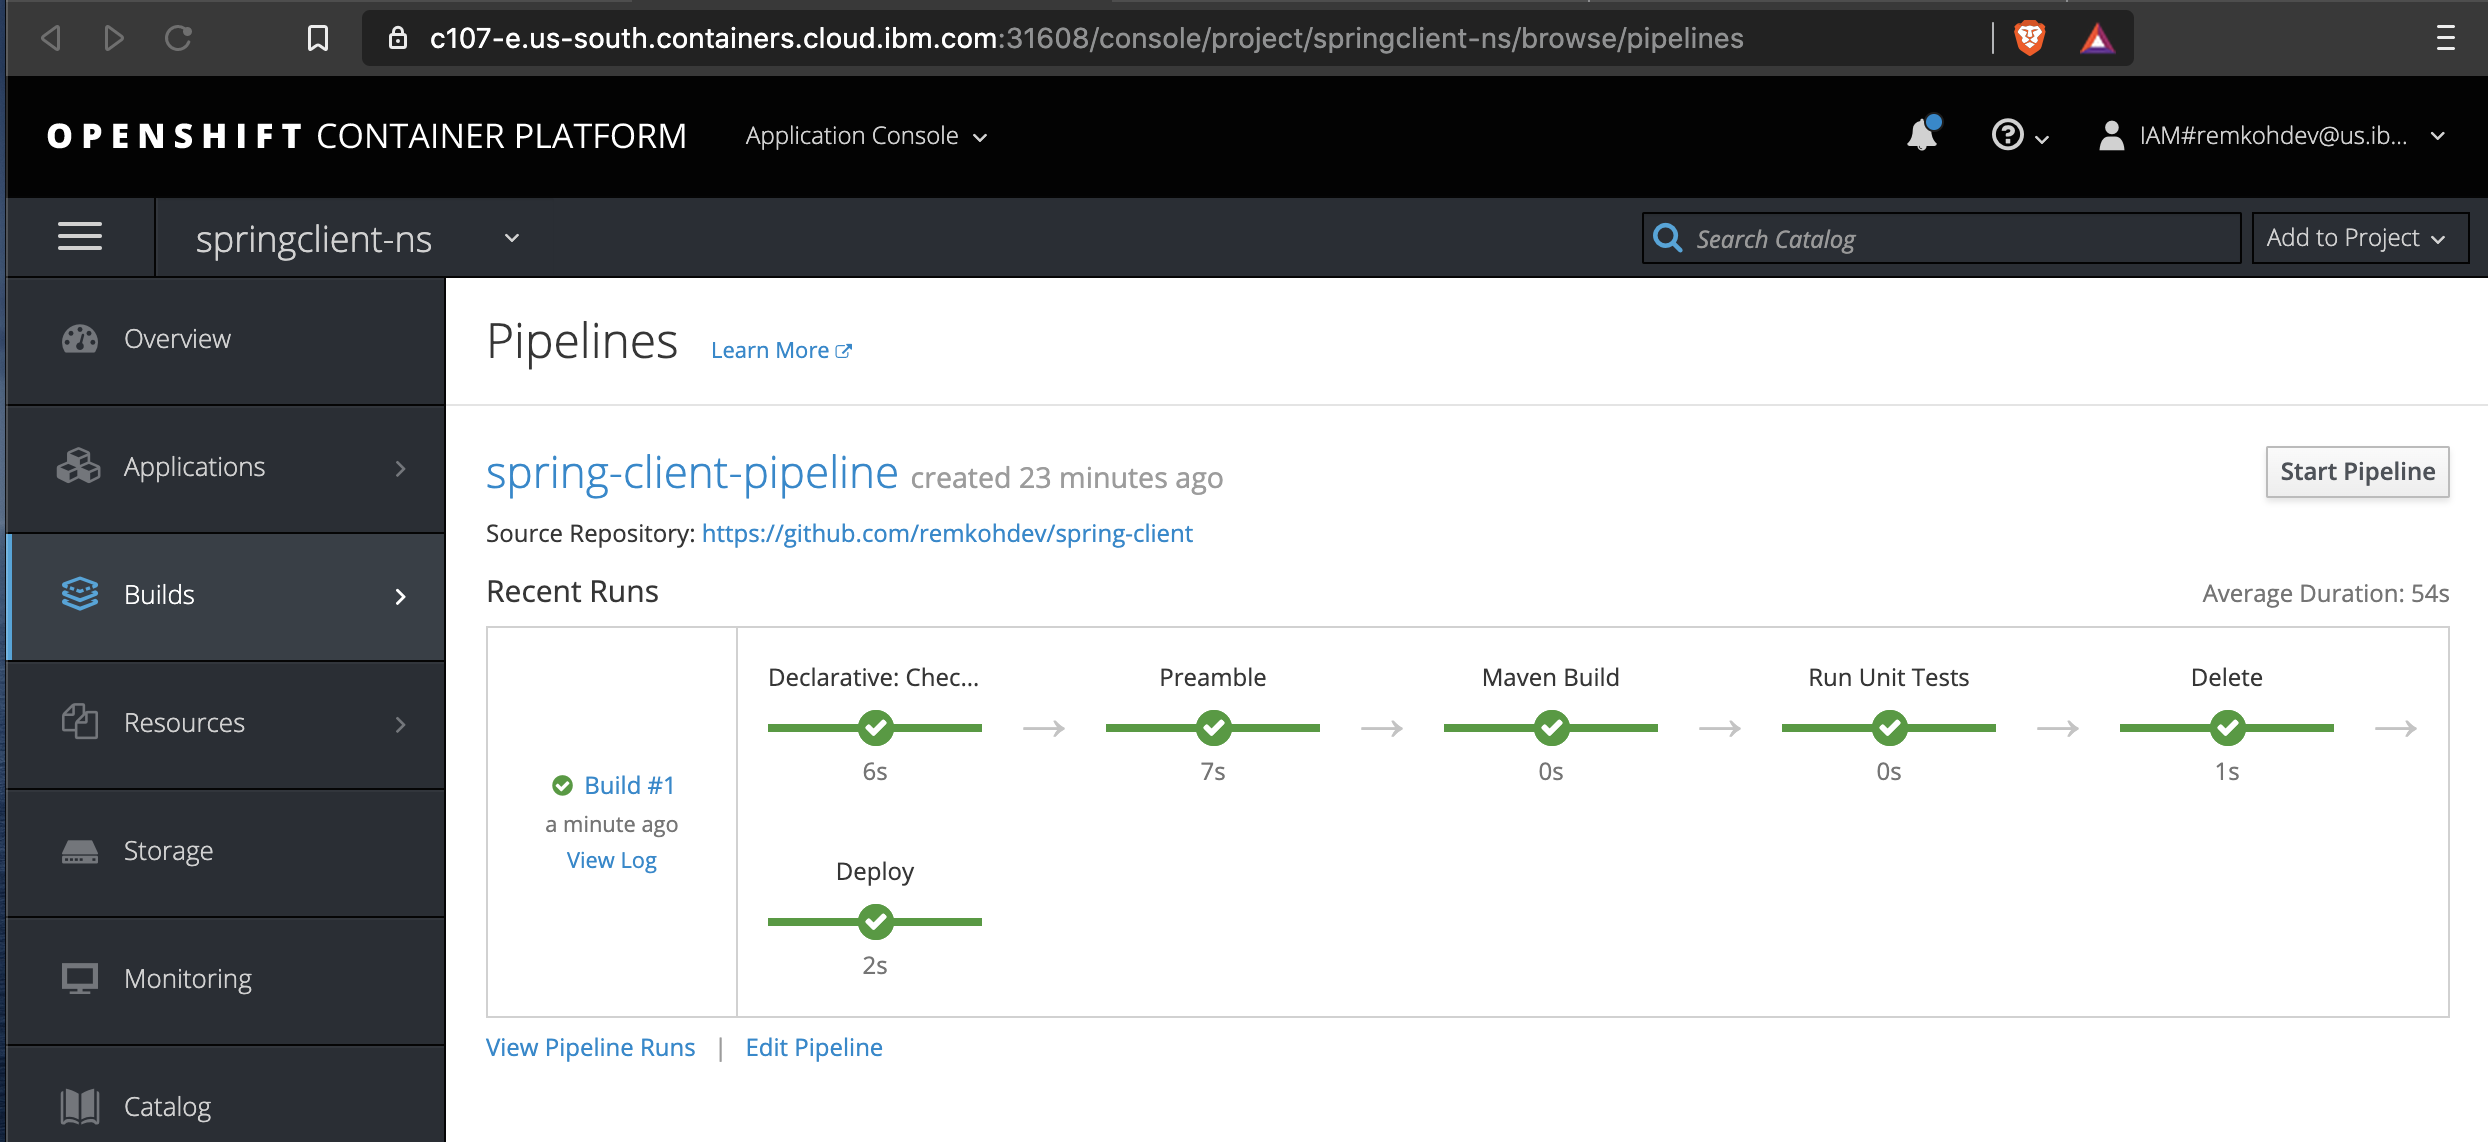 c107-e.us-south.containers.cloud.ibm.com:31608/console/project/springclient-ns/browse/pipelines
OPENSHIFT CONTAINER PLATFORM
Application Console
IAM#remkohdev@us.ib...
springclient-ns
Search Catalog
Add to Project
Overview
Applications
Builds
Resources
Storage
Monitoring
Catalog
Pipelines
Learn More
spring-client-pipeline created 23 minutes ago
Start Pipeline
Source Repository: https://github.com/remkohdev/spring-client
Recent Runs
Average Duration: 54s
Build #1
a minute ago
View Log
Declarative: Chec...
6s
Preamble
7s
Maven Build
0s
Run Unit Tests
0s
Delete
1s
Deploy
2s
View Pipeline Runs | Edit Pipeline